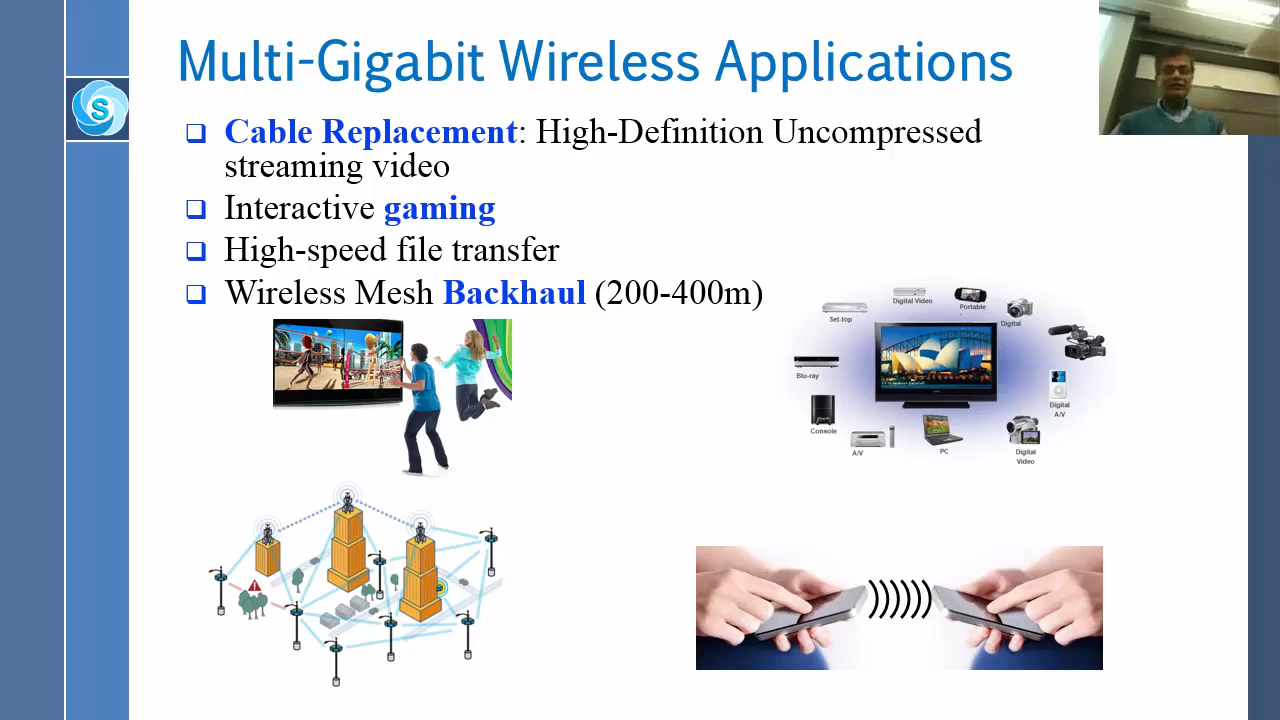 Multi-Gigabit Wireless Applications
S
Cable Replacement: High-Definition Uncompressed
streaming video
Interactive gaming
High-speed file transfer
Wireless Mesh Backhaul (200-400m)
Set-top
Digital Video
Portable
Digital
Blu-ray
Digital
A/V
Console
A/V
PC
Digital
Video